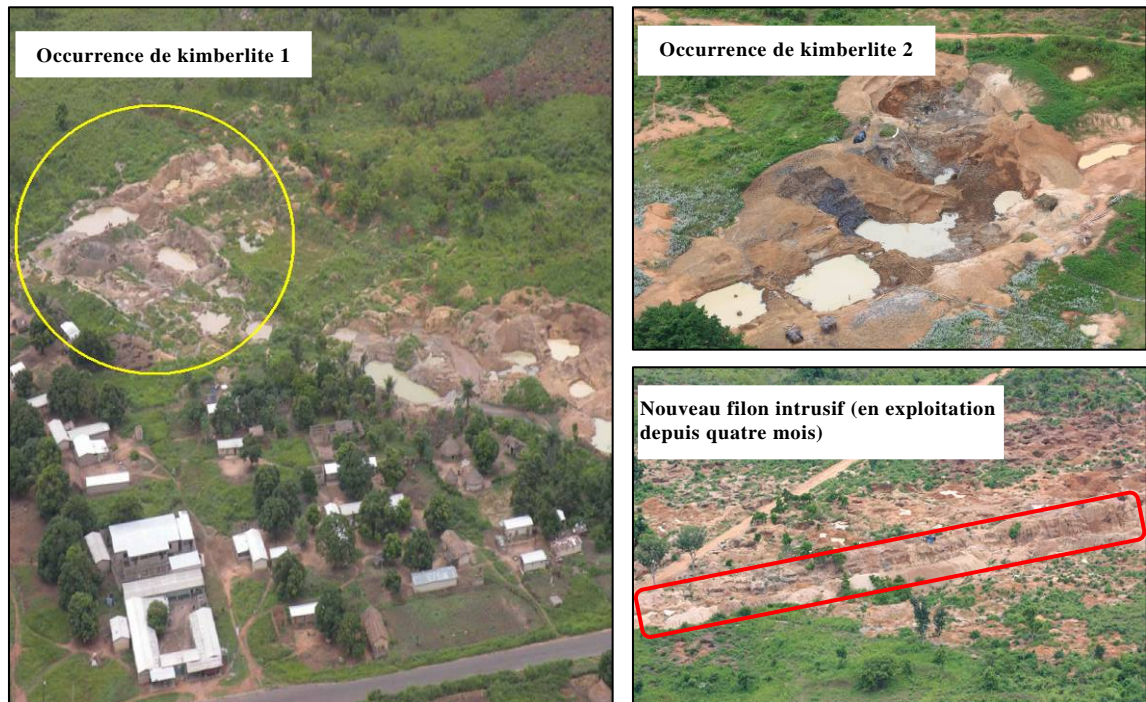 Occurrence de kimberlite 1
Occurrence de kimberlite 2
Nouveau filon intrusif (en exploitation
depuis quatre mois)